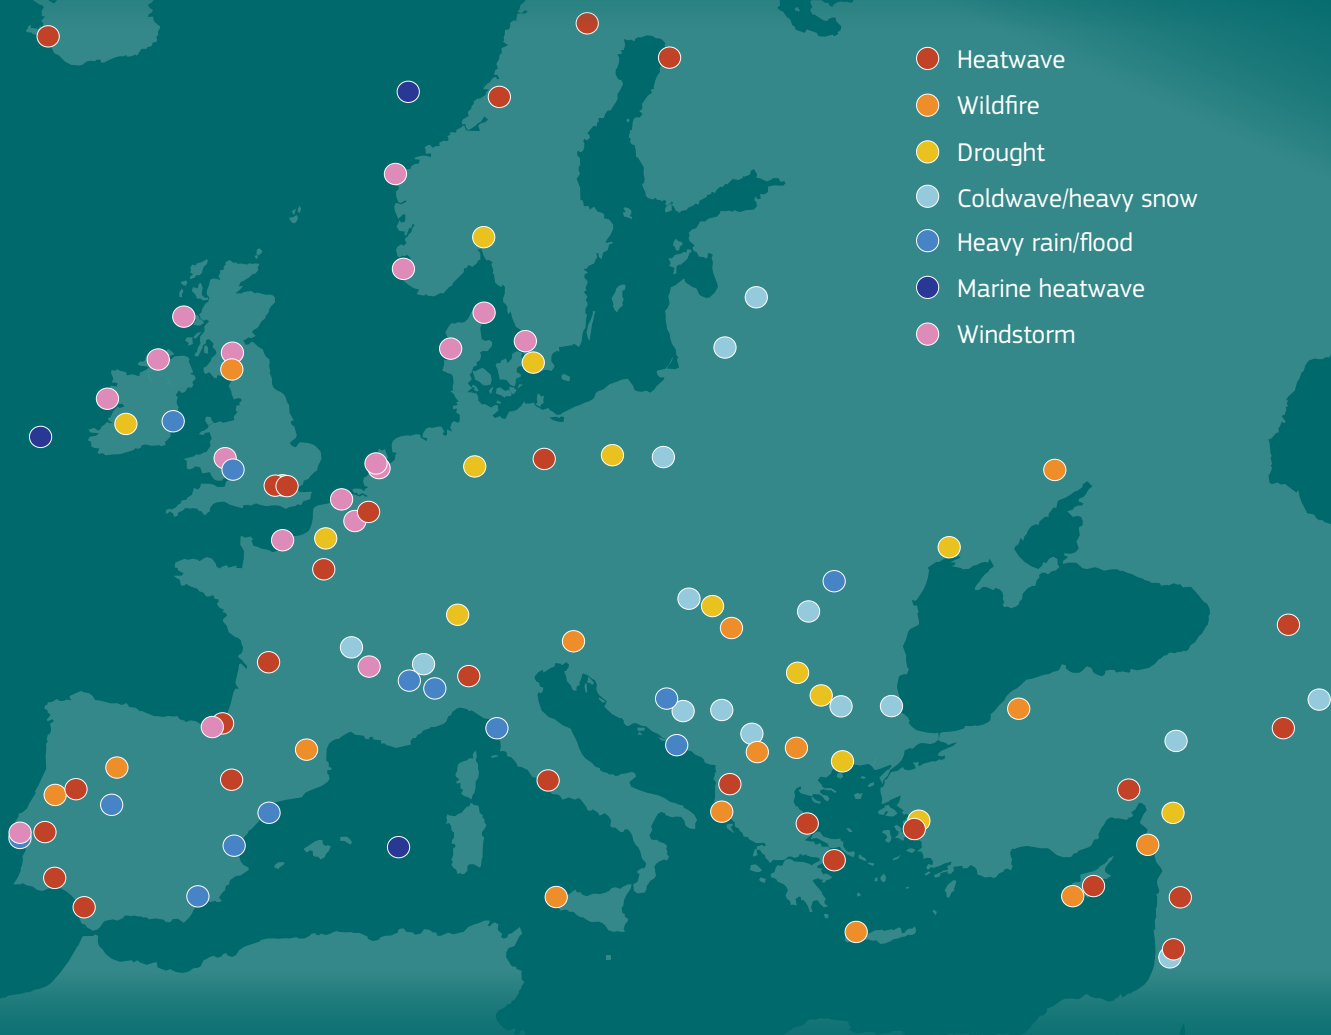 Heatwave
Wildfire
Drought
Coldwave/heavy snow
Heavy rain/flood
Marine heatwave
Windstorm